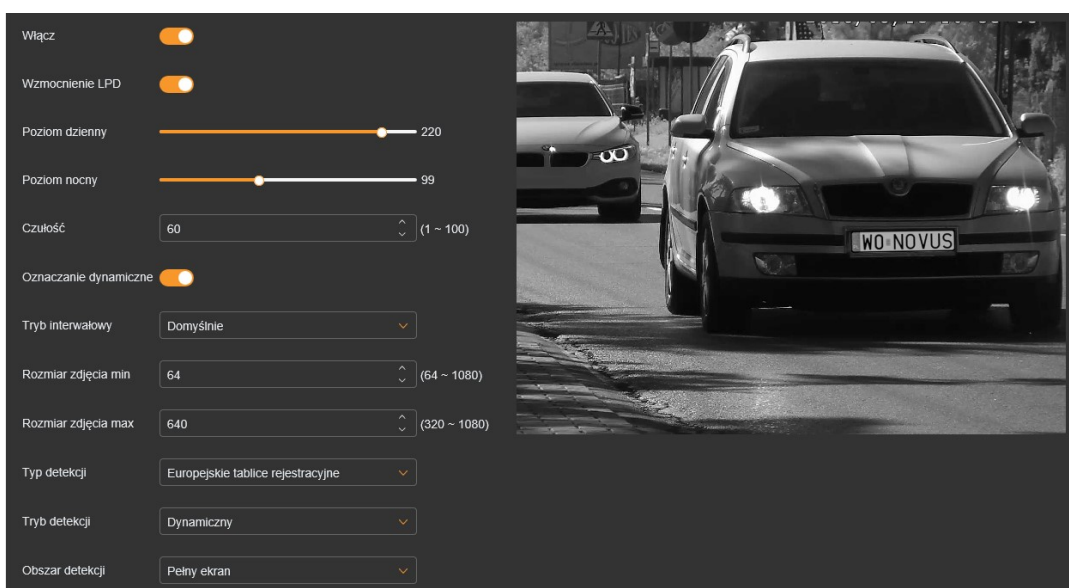 Włącz
Wzmocnienie LPD
Poziom dzienny 220
Poziom nocny 99
Czułość 60 (1 ~ 100)
Oznaczanie dynamiczne
Tryb interwałowy Domyślnie
Rozmiar zdjęcia min 64 (64 ~ 1080)
Rozmiar zdjęcia max 640 (320 ~ 1080)
Typ detekcji Europejskie tablice rejestracyjne
Tryb detekcji Dynamiczny
Obszar detekcji Pełny ekran
WO NOVUS